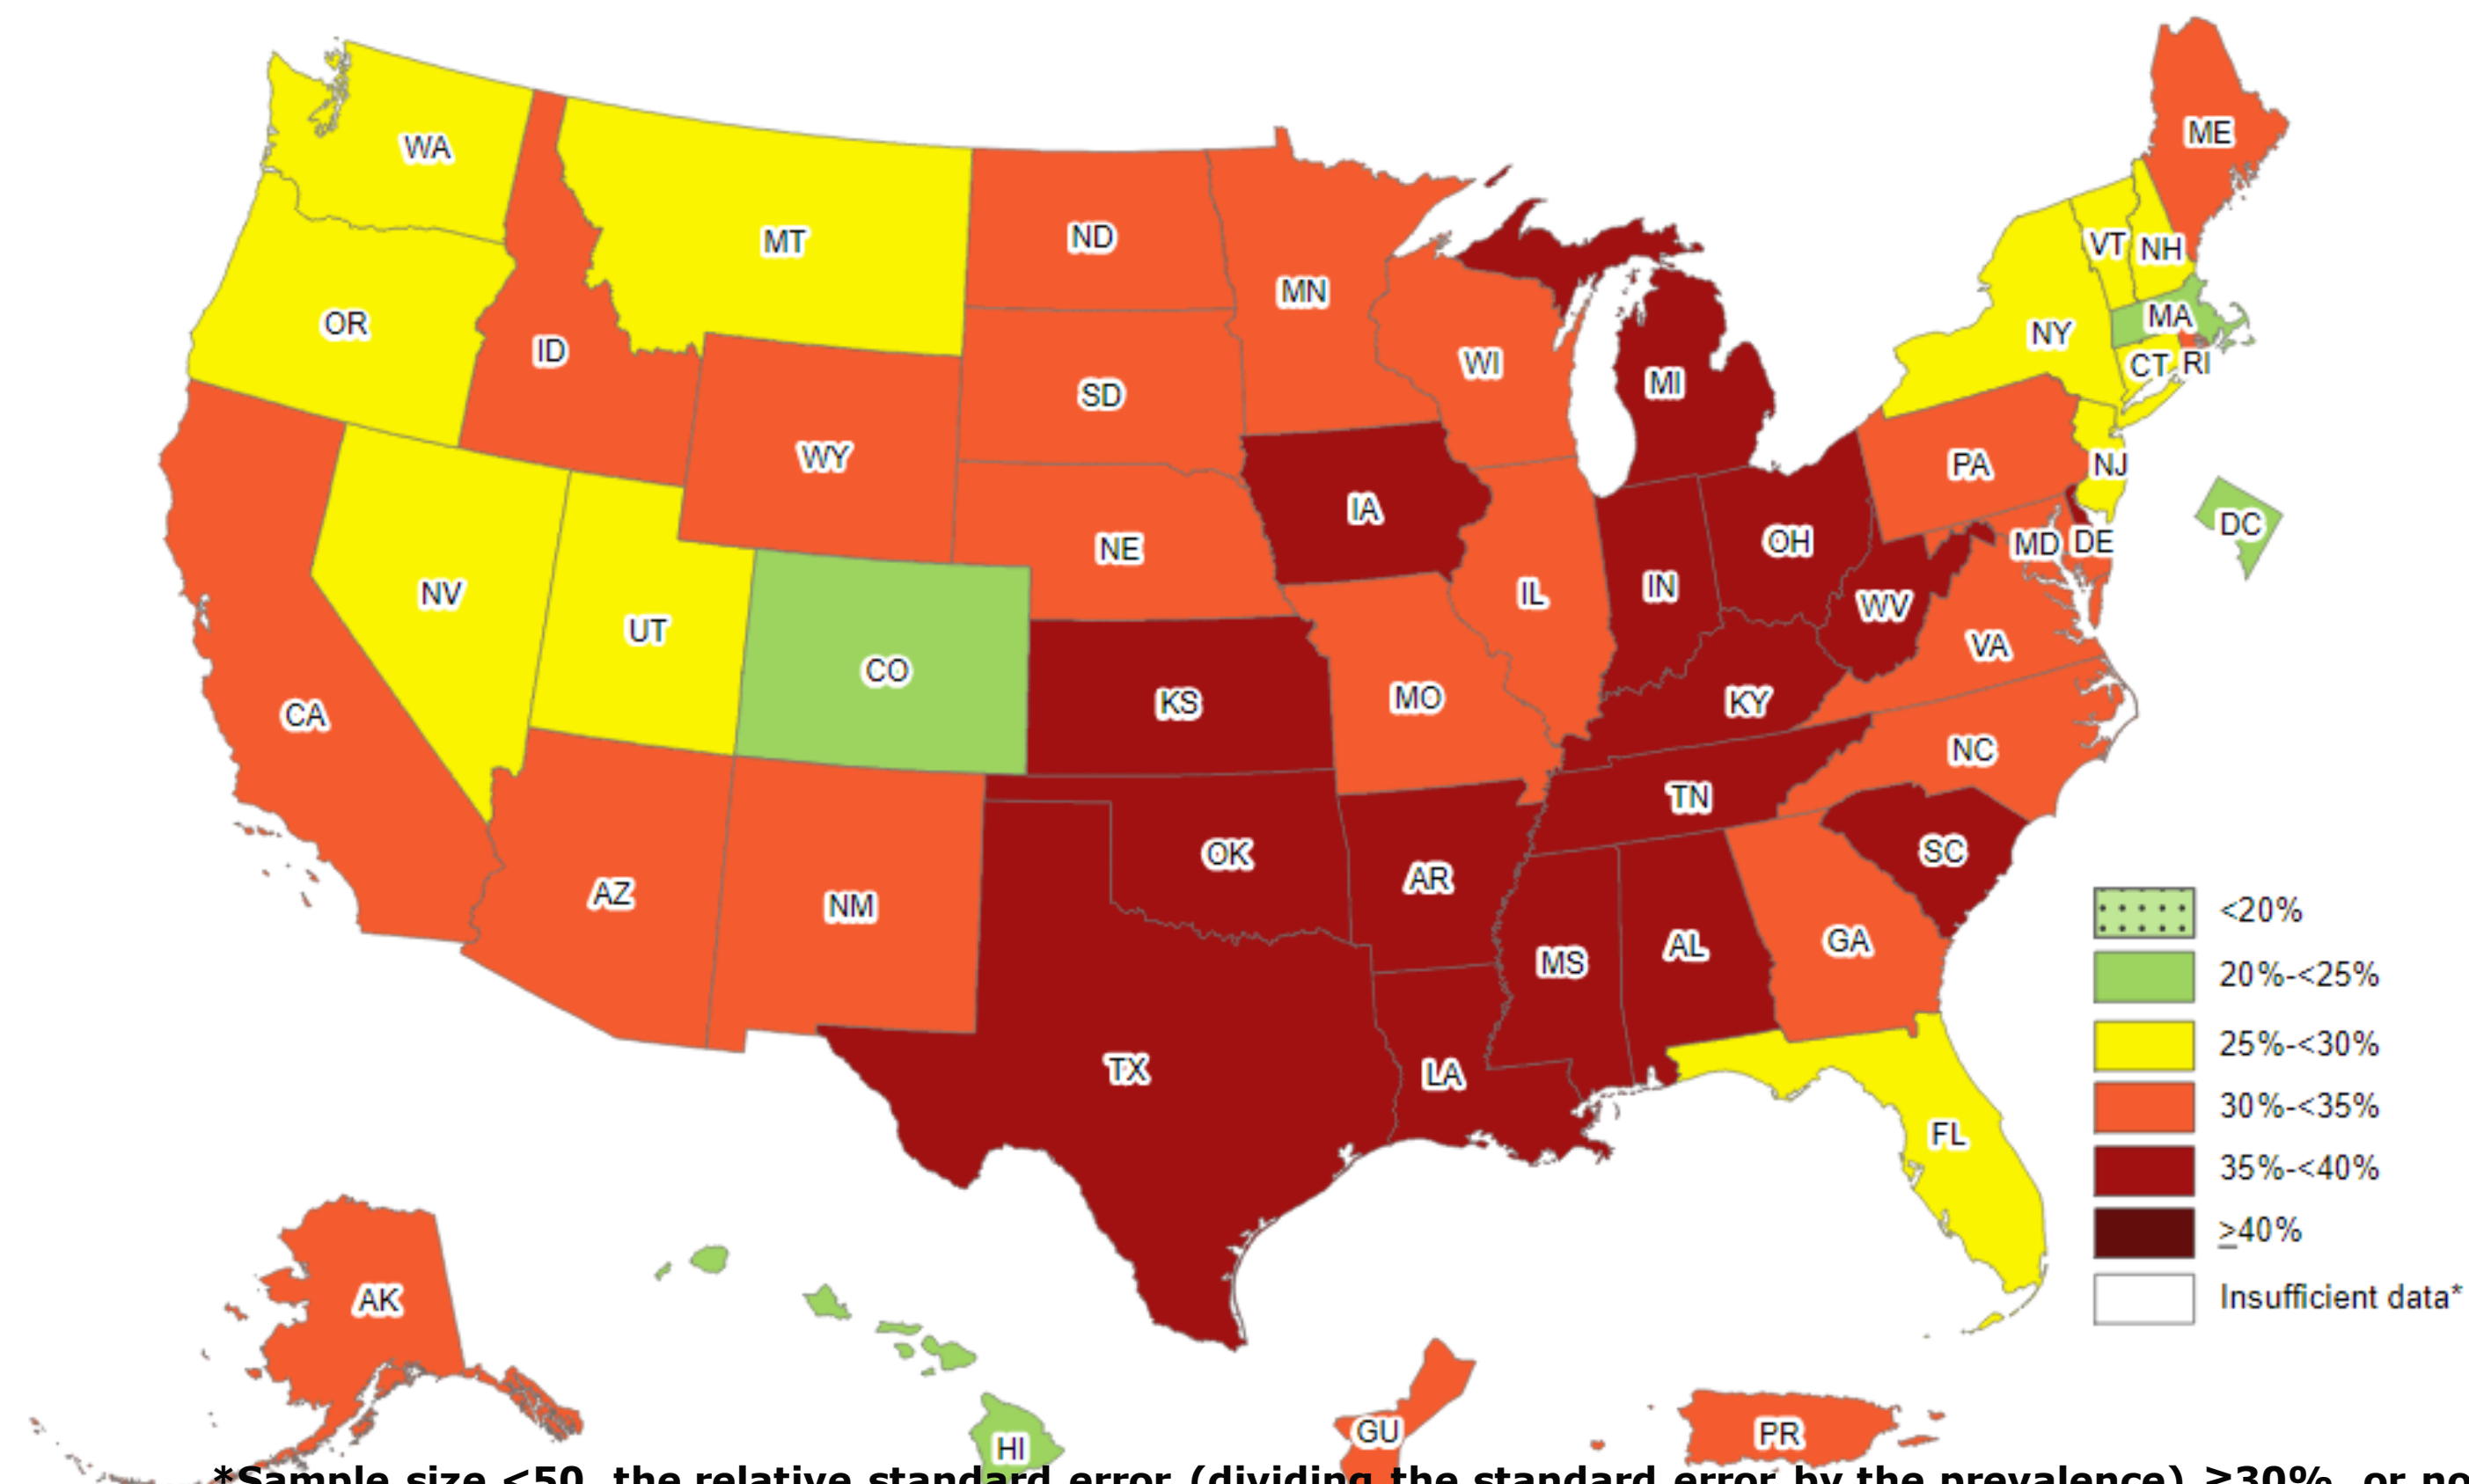 WA
ME
MT
ND
VT
NH
MN
OR
MA
NY
ID
WI
CT
RI
SD
MI
WY
PA
NJ
IA
DC
NE
OH
MD
DE
NV
IN
IL
WV
UT
VA
CO
MO
KS
KY
CA
NC
TN
OK
SC
AR
AZ
NM
<20%
GA
AL
MS
20%-<25%
25%-<30%
TX
LA
30%-<35%
FL
35%-<40%
≥40%
Insufficient data*
AK
GU
PR
HI
*Sample size <50, the relative standard error (dividing the standard error by the prevalence) ≥30%, or no